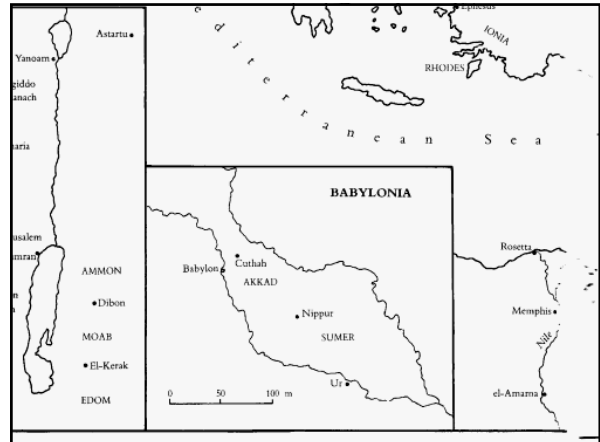 Ephesus
Astartu
IONIA
Yanoam
RHODES
giddo
anach
editerranean Sea
aria
BABYLONIA
usalem
mran
Rosetta
Cuthah
Babylon
AMMON
AKKAD
Dibon
Nippur
Memphis
MOAB
SUMER
Nile
El-Kerak
Ur
0 50 100 m
el-Amarna
EDOM